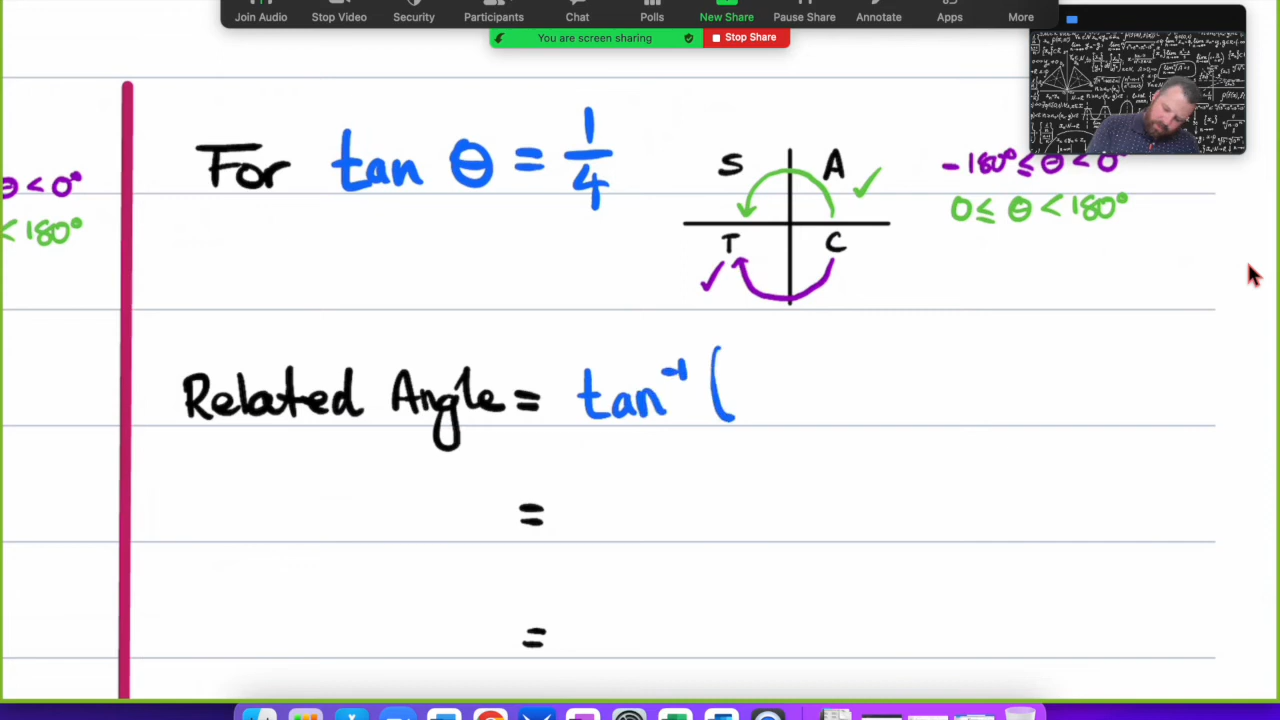 Join Audio Stop Video Security Participants Chat Polls New Share Pause Share Annotate Apps More
You are screen sharing Stop Share
θ < 0°
< 180°
For tan θ = 1/4
S A
T C
-180° ≤ θ < 0°
0 ≤ θ < 180°
Related Angle = tan⁻¹ (
=
=